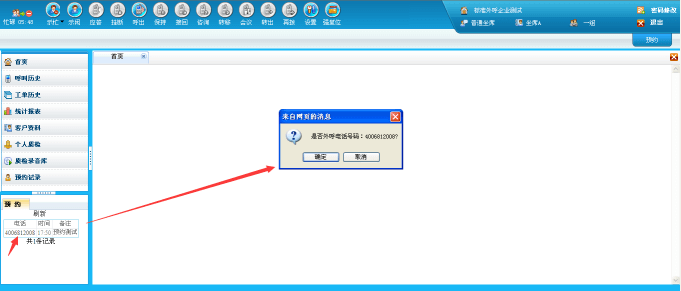 忙碌 05:48
示忙 示闲 应答 挂断 呼出 保持 接回 咨询 转移 会议 转出 再拨 设置 强复位
智唯外呼企业测试 密码修改
普通坐席 坐席A 一组 退出
预约
首页
首页
呼叫历史
工单历史
统计报表
客户资料
个人质检
质检录音库
预约记录
来自网页的消息
是否外呼电话号码:4006812008?
确定 取消
预 约
刷新
电话 时间 备注
4006812008 17:50 预约测试
共1条记录